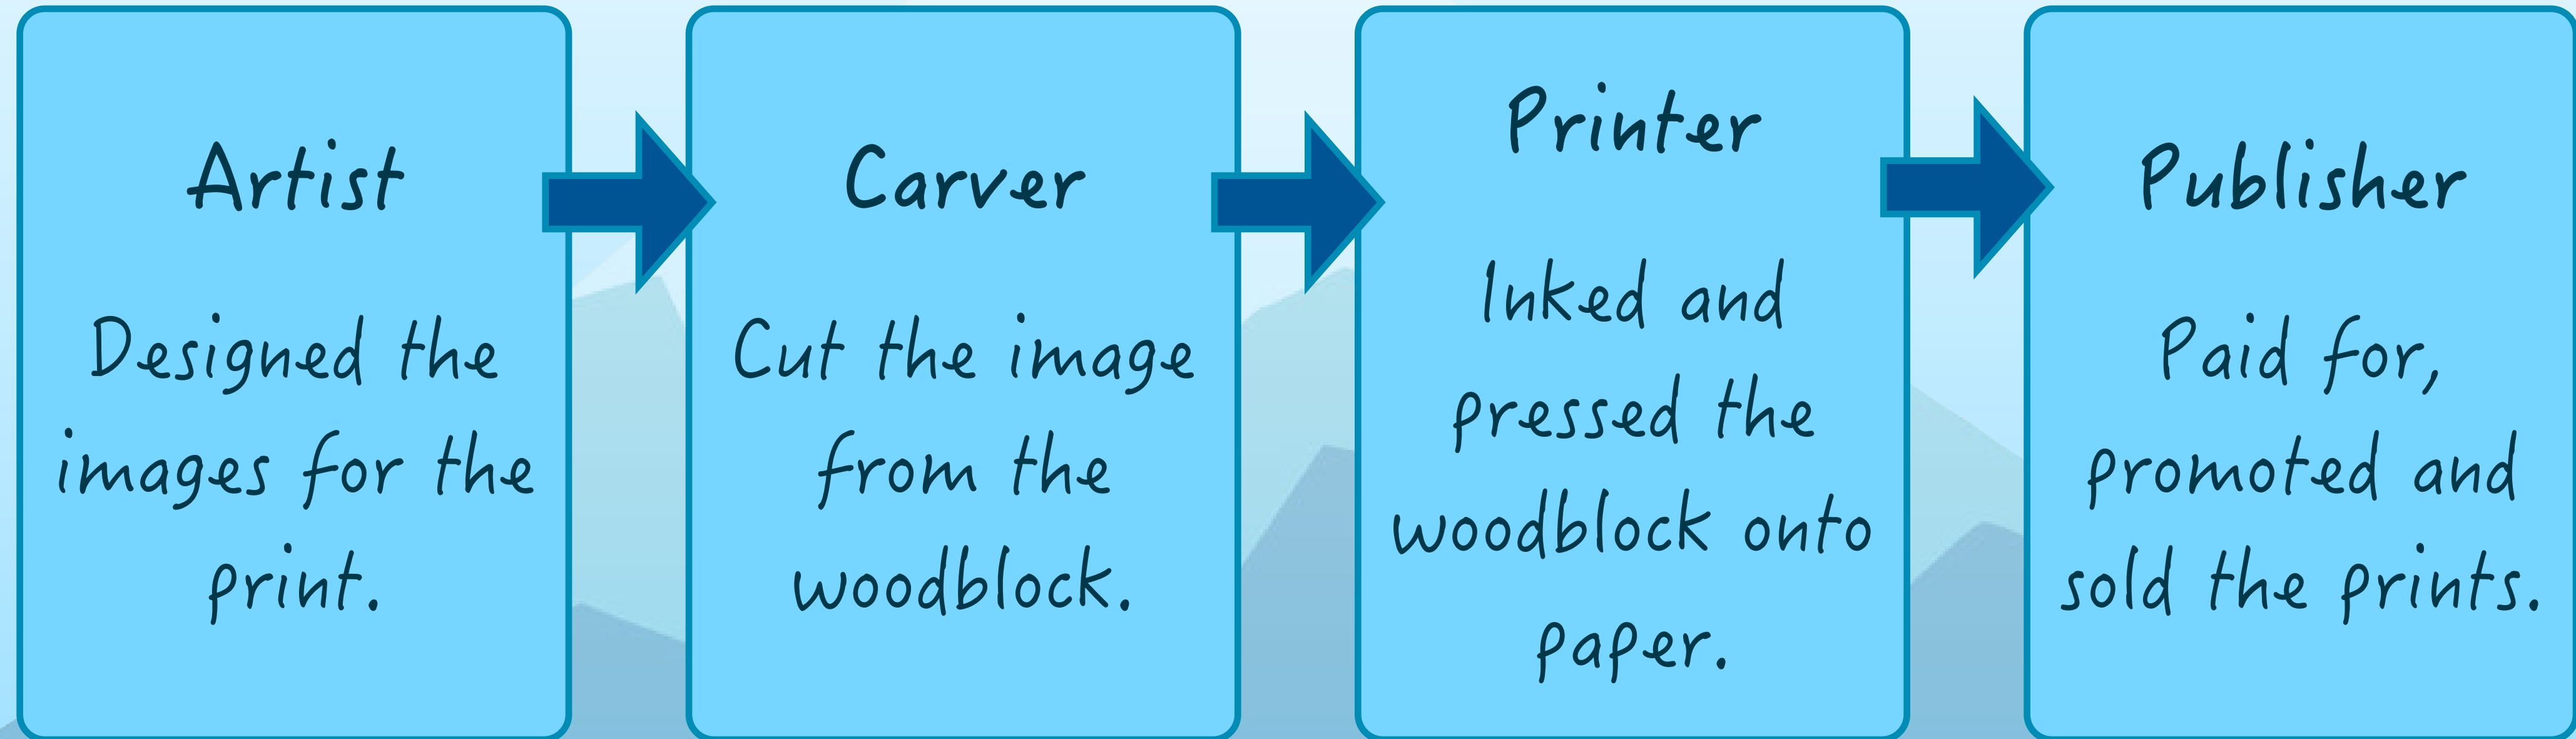 Artist
Designed the
images for the
print.
Carver
Cut the image
from the
woodblock.
Printer
Inked and
pressed the
woodblock onto
paper.
Publisher
Paid for,
promoted and
sold the prints.